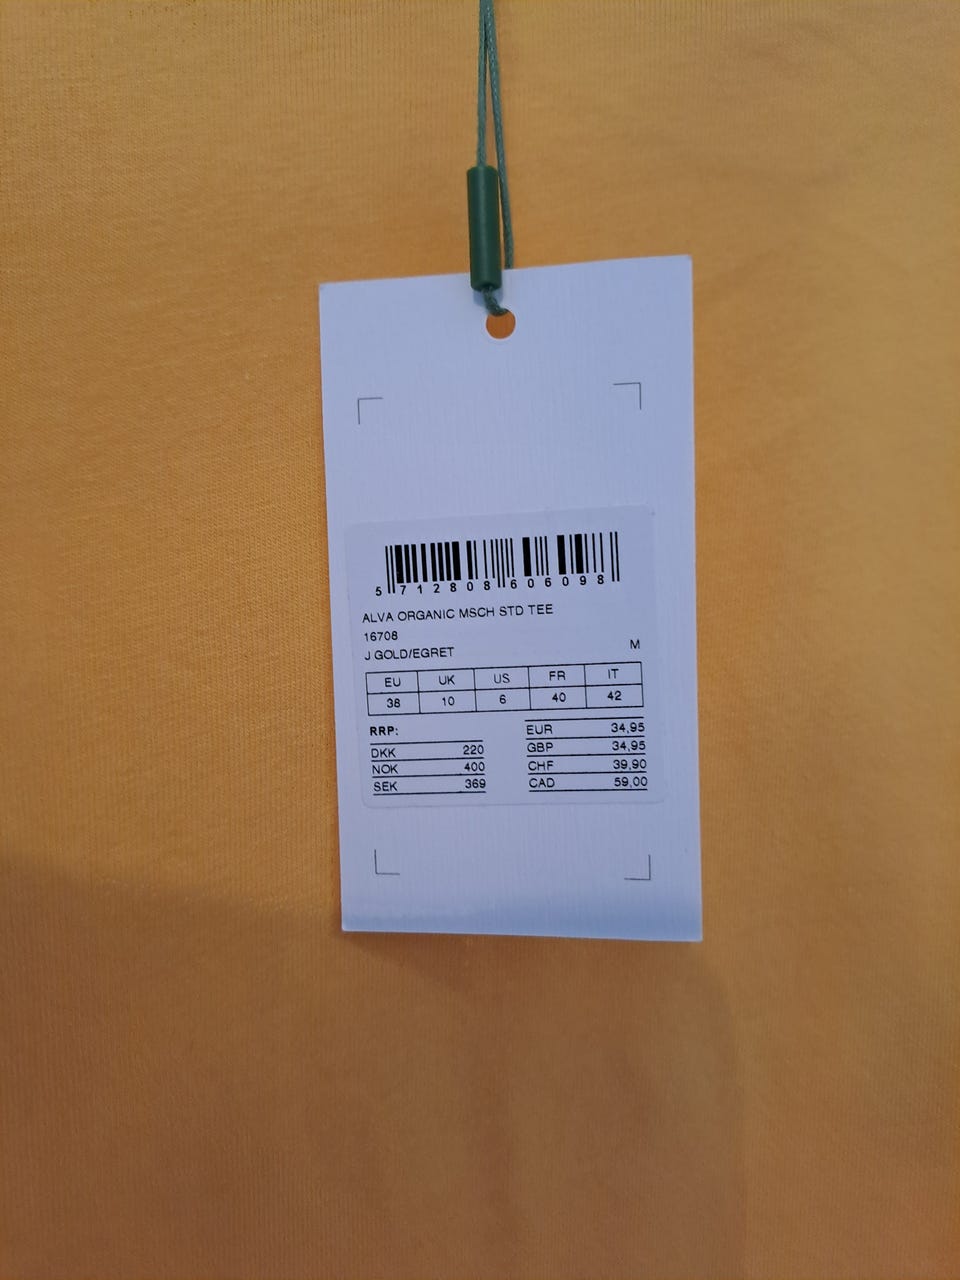 5 712808 606098
ALVA ORGANIC MSCH STD TEE
16708
J GOLD/EGRET M
EU UK US FR IT
38 10 6 40 42
RRP:
DKK 220
NOK 400
SEK 369
EUR 34,95
GBP 34,95
CHF 39,90
CAD 59,00